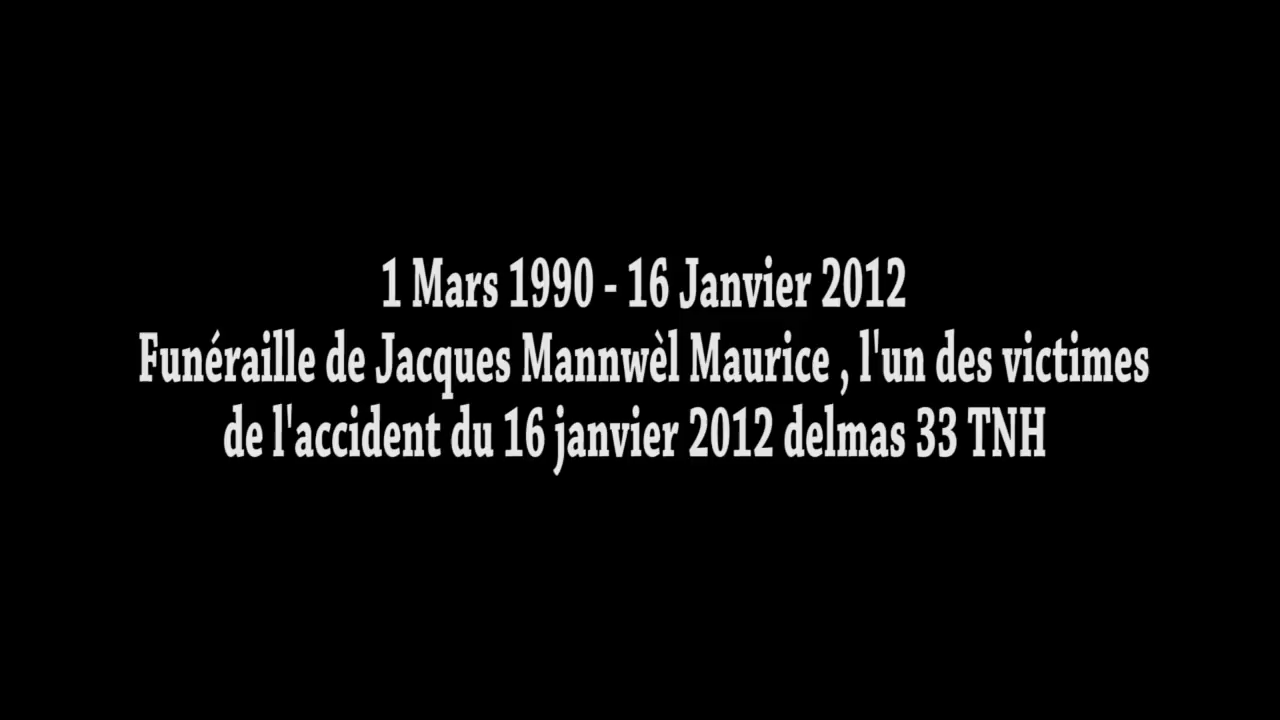 1 Mars 1990 - 16 Janvier 2012
Funéraille de Jacques Mannwèl Maurice , l'un des victimes
de l'accident du 16 janvier 2012 delmas 33 TNH